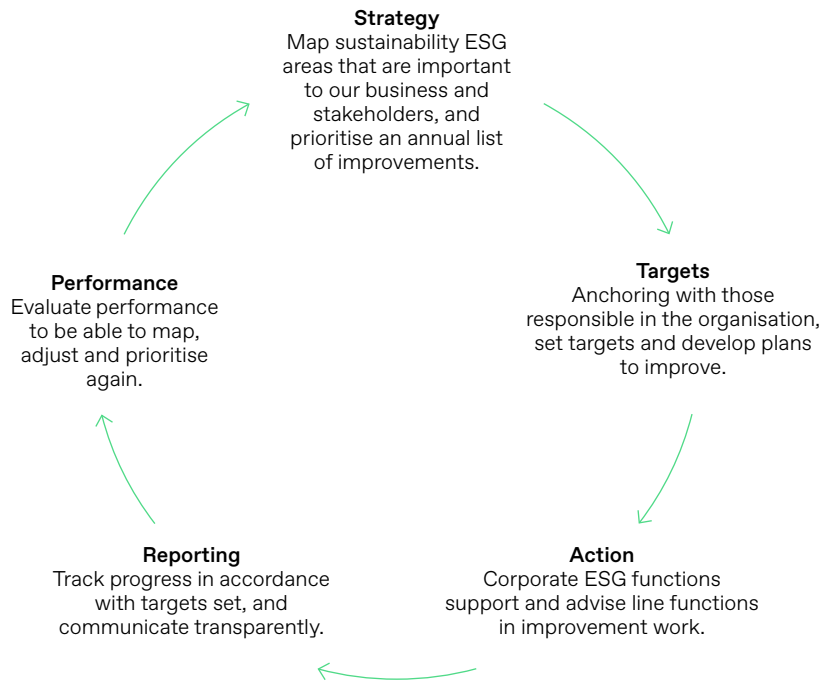 Strategy
Map sustainability ESG
areas that are important
to our business and
stakeholders, and
prioritise an annual list
of improvements.
Targets
Anchoring with those
responsible in the organisation,
set targets and develop plans
to improve.
Action
Corporate ESG functions
support and advise line functions
in improvement work.
Reporting
Track progress in accordance
with targets set, and
communicate transparently.
Performance
Evaluate performance
to be able to map,
adjust and prioritise
again.